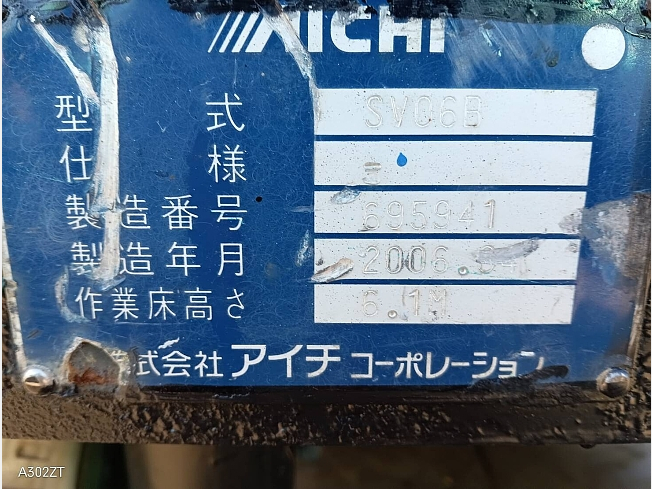 AICHI
型式 SV06B
仕様
製造番号 695941
製造年月 2006.
作業床高さ 6.1M
株式会社 アイチ コーポレーション
A302ZT